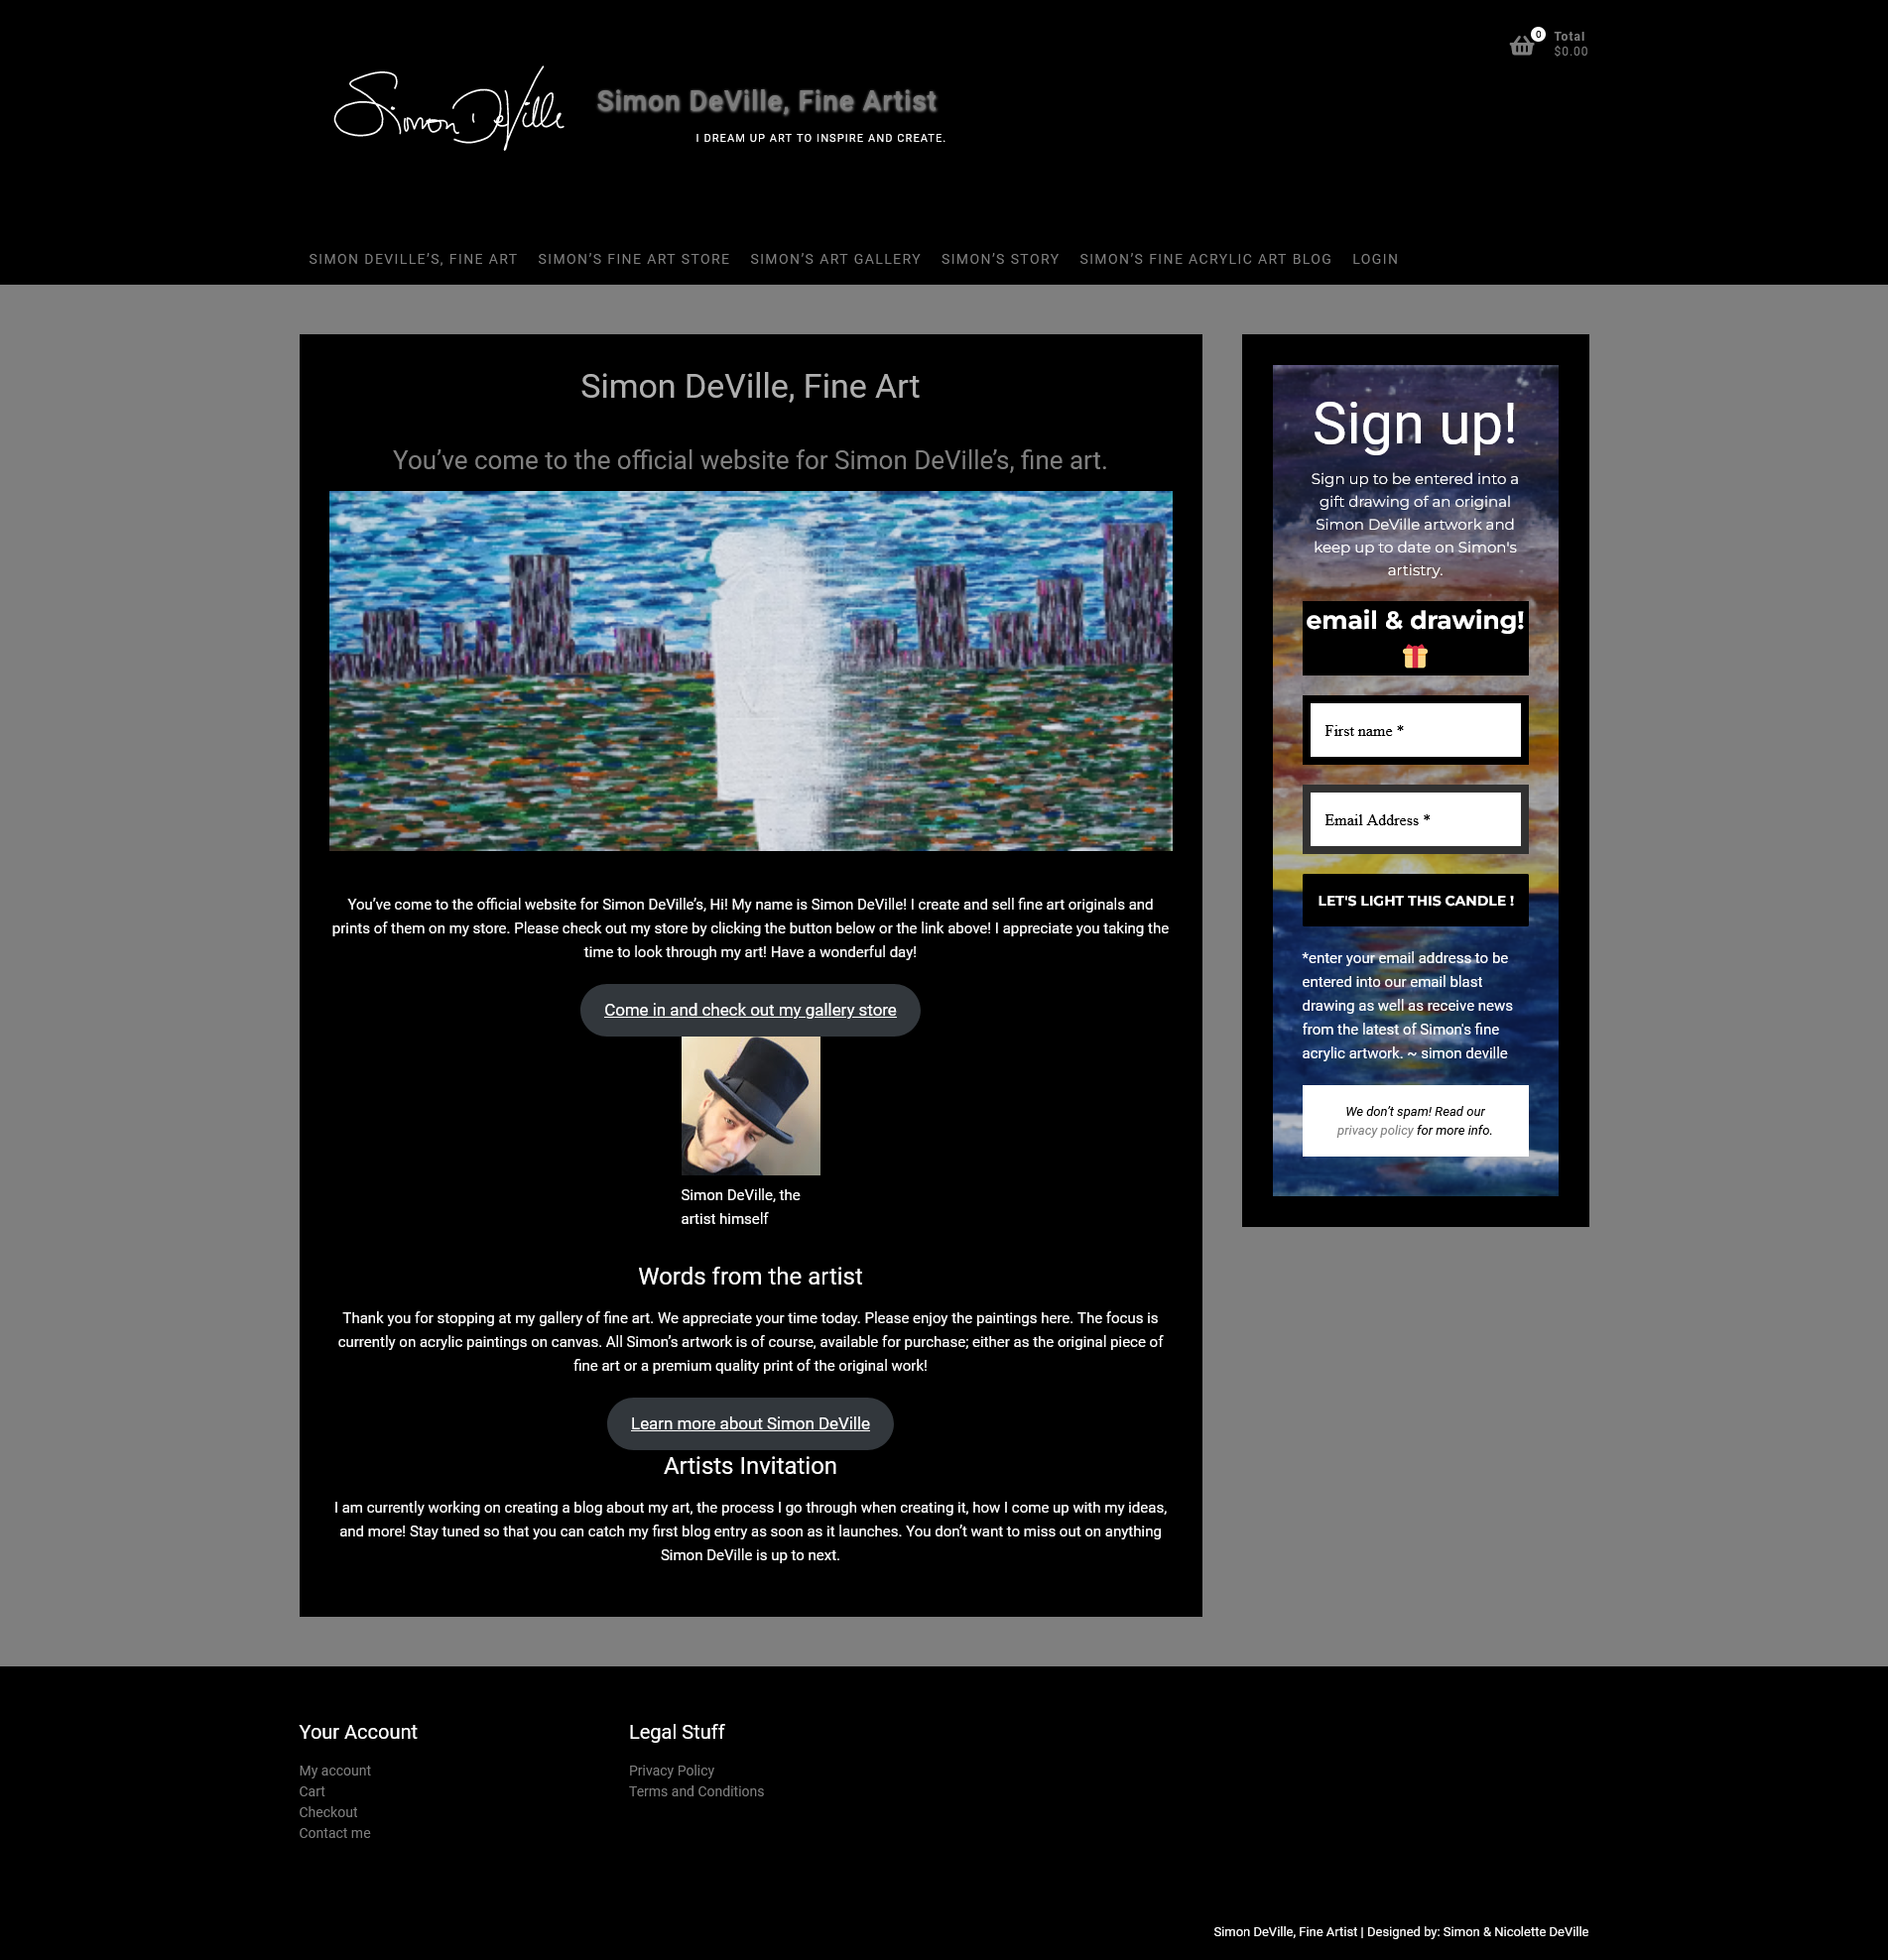 0
Total
$0.00
Simon DeVille
Simon DeVille, Fine Artist
I DREAM UP ART TO INSPIRE AND CREATE.
SIMON DEVILLE’S, FINE ART SIMON’S FINE ART STORE SIMON’S ART GALLERY SIMON’S STORY SIMON’S FINE ACRYLIC ART BLOG LOGIN
Simon DeVille, Fine Art
You’ve come to the official website for Simon DeVille’s, fine art.
You’ve come to the official website for Simon DeVille’s, Hi! My name is Simon DeVille! I create and sell fine art originals and
prints of them on my store. Please check out my store by clicking the button below or the link above! I appreciate you taking the
time to look through my art! Have a wonderful day!
Come in and check out my gallery store
Simon DeVille, the
artist himself
Words from the artist
Thank you for stopping at my gallery of fine art. We appreciate your time today. Please enjoy the paintings here. The focus is
currently on acrylic paintings on canvas. All Simon’s artwork is of course, available for purchase; either as the original piece of
fine art or a premium quality print of the original work!
Learn more about Simon DeVille
Artists Invitation
I am currently working on creating a blog about my art, the process I go through when creating it, how I come up with my ideas,
and more! Stay tuned so that you can catch my first blog entry as soon as it launches. You don’t want to miss out on anything
Simon DeVille is up to next.
Sign up!
Sign up to be entered into a
gift drawing of an original
Simon DeVille artwork and
keep up to date on Simon's
artistry.
email & drawing!
First name *
Email Address *
LET'S LIGHT THIS CANDLE !
*enter your email address to be
entered into our email blast
drawing as well as receive news
from the latest of Simon's fine
acrylic artwork. ~ simon deville
We don’t spam! Read our
privacy policy for more info.
Your Account
My account
Cart
Checkout
Contact me
Legal Stuff
Privacy Policy
Terms and Conditions
Simon DeVille, Fine Artist | Designed by: Simon & Nicolette DeVille